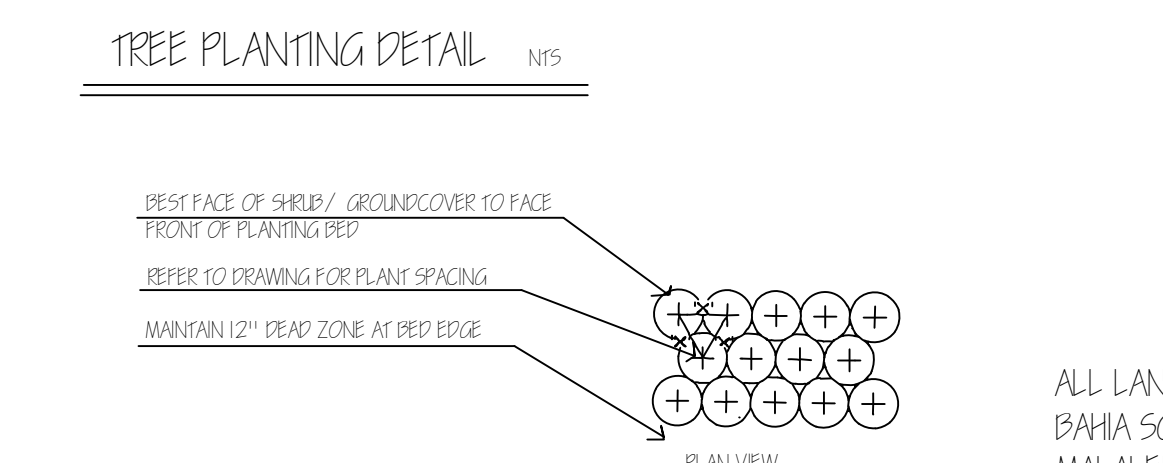 TREE PLANTING DETAIL NTS
BEST FACE OF SHRUB/ GROUNDCOVER TO FACE
FRONT OF PLANTING BED
REFER TO DRAWING FOR PLANT SPACING
MAINTAIN 12" DEAD ZONE AT BED EDGE
PLAN VIEW
ALL LAN
BAHIA SO